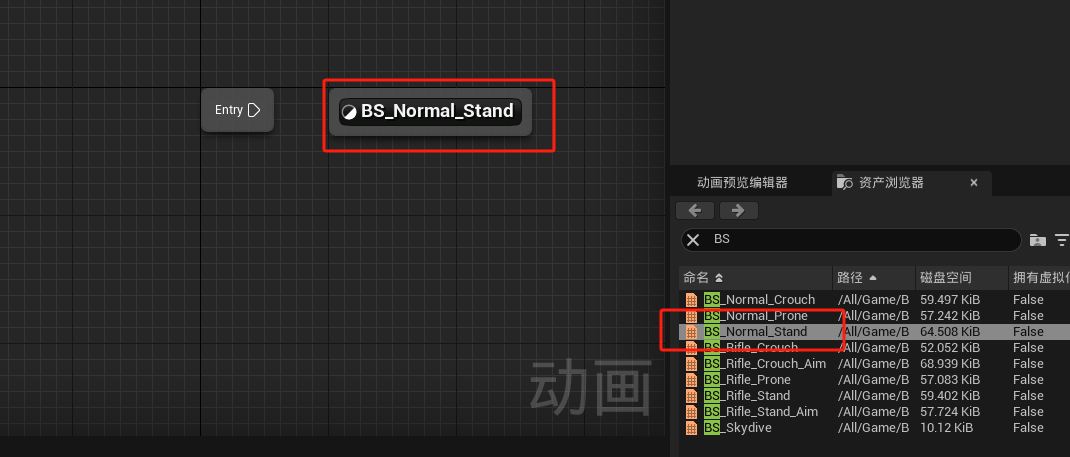 Entry
BS_Normal_Stand
动画
动画预览编辑器 资产浏览器
BS
命名 路径 磁盘空间 拥有虚拟化
BS_Normal_Crouch /All/Game/B 59.497 KiB False
BS_Normal_Prone /All/Game/B 57.242 KiB False
BS_Normal_Stand /All/Game/B 64.508 KiB False
BS_Rifle_Crouch /All/Game/B 52.052 KiB False
BS_Rifle_Crouch_Aim /All/Game/B 68.939 KiB False
BS_Rifle_Prone /All/Game/B 57.083 KiB False
BS_Rifle_Stand /All/Game/B 59.402 KiB False
BS_Rifle_Stand_Aim /All/Game/B 57.724 KiB False
BS_Skydive /All/Game/B 10.12 KiB False